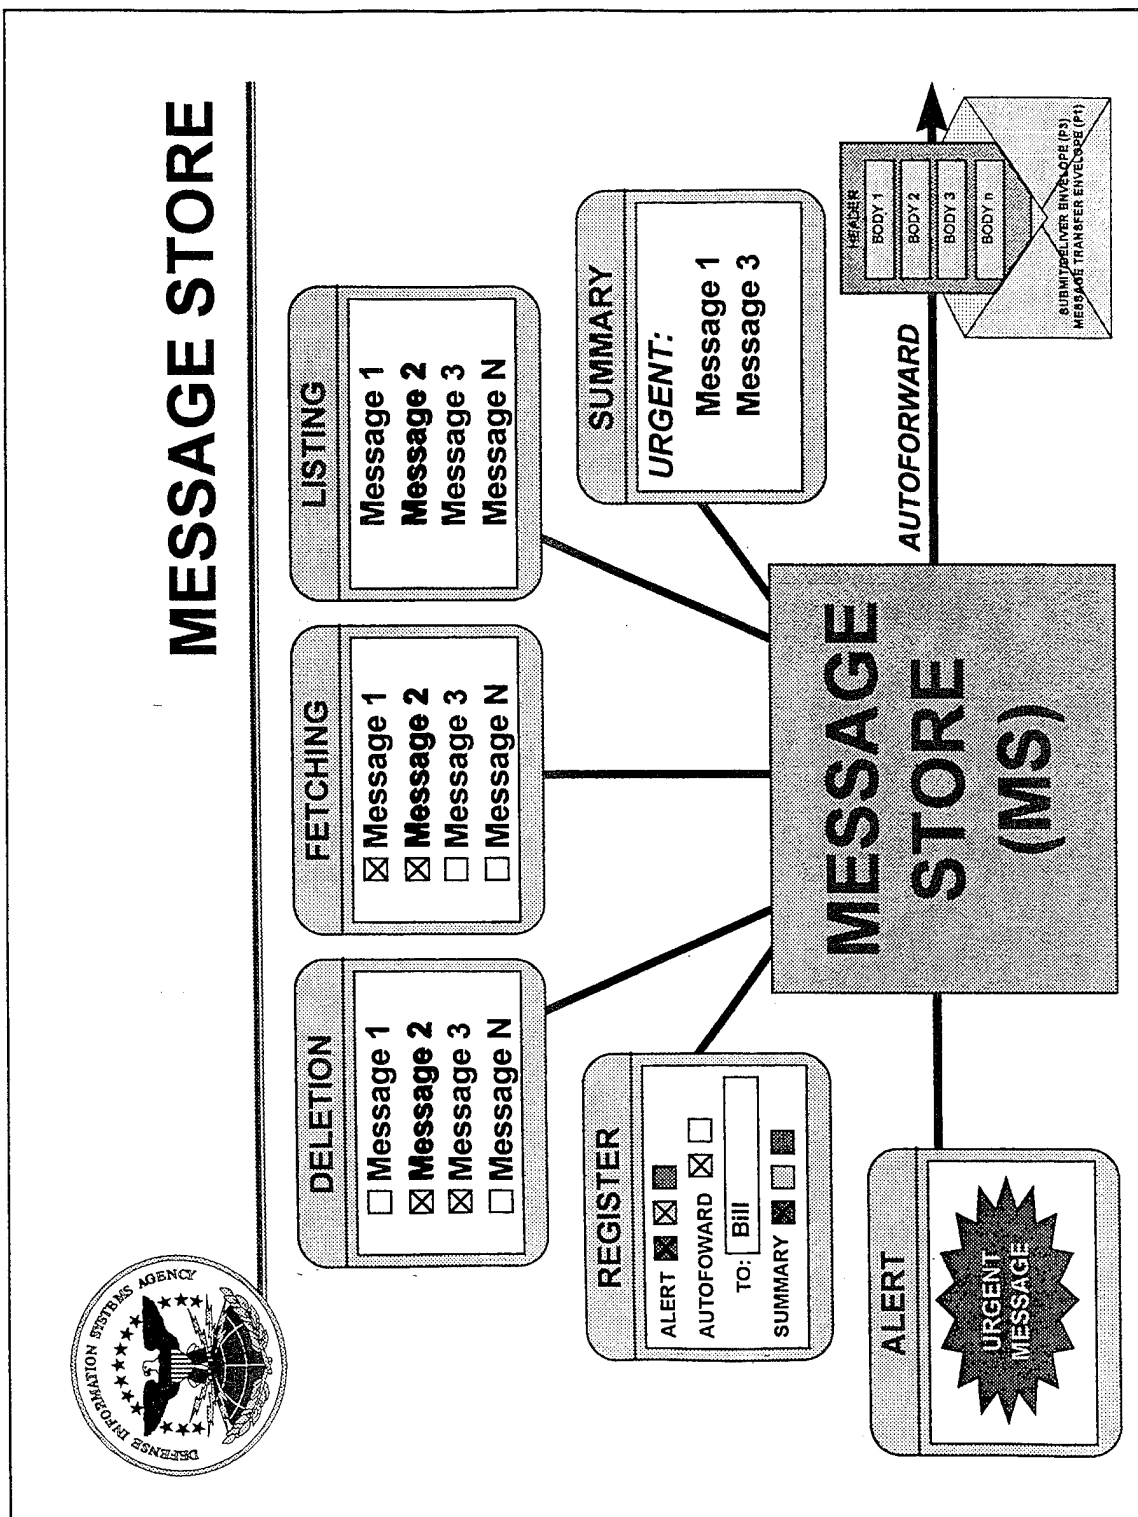 DEFENSE INFORMATION SYSTEMS AGENCY
MESSAGE STORE
DELETION
Message 1
Message 2
Message 3
Message N
FETCHING
Message 1
Message 2
Message 3
Message N
LISTING
Message 1
Message 2
Message 3
Message N
REGISTER
ALERT
AUTOFOWARD
TO: Bill
SUMMARY
SUMMARY
URGENT:
Message 1
Message 3
ALERT
URGENT
MESSAGE
MESSAGE
STORE
(MS)
AUTOFORWARD
HEADER
BODY 1
BODY 2
BODY 3
BODY n
SUBMIT/DELIVER ENVELOPE (P3)
MESSAGE TRANSFER ENVELOPE (P1)